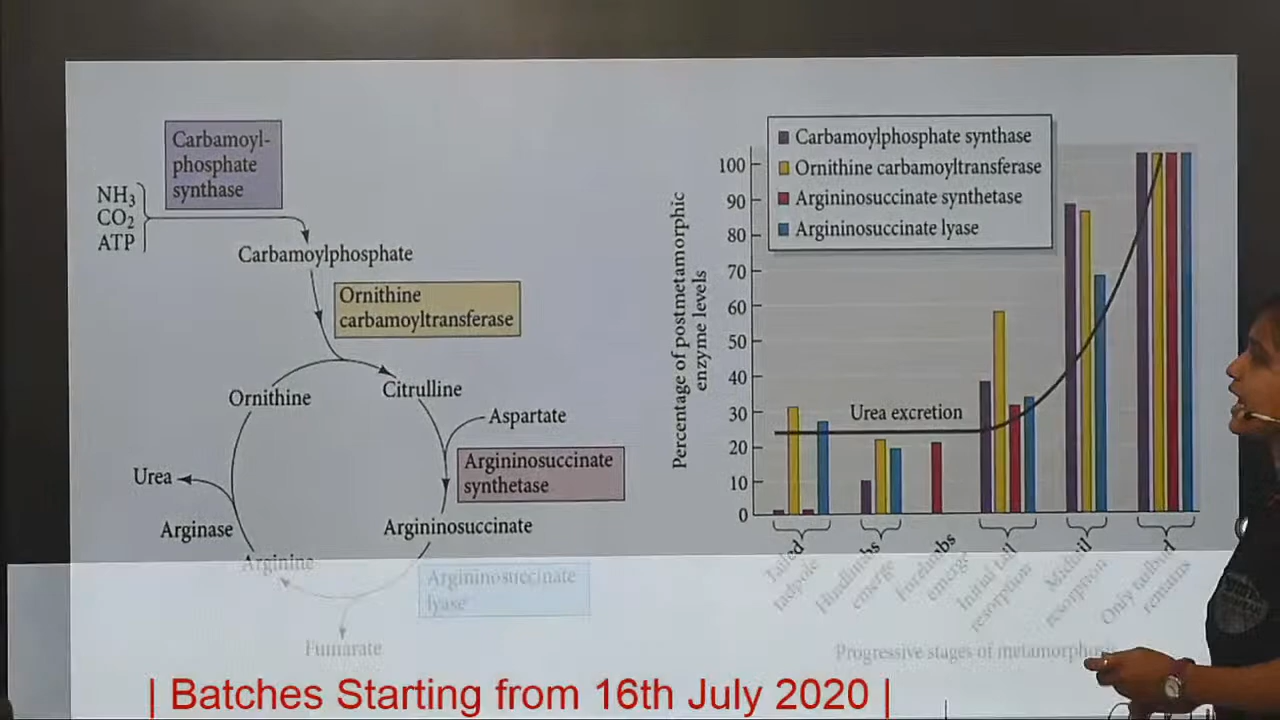 Carbamoyl-
phosphate
synthase
NH3
CO2
ATP
Carbamoylphosphate
Ornithine
carbamoyltransferase
Ornithine
Citrulline
Aspartate
Argininosuccinate
synthetase
Urea
Arginase
Argininosuccinate
Arginine
Argininosuccinate
lyase
Fumarate
Carbamoylphosphate synthase
Ornithine carbamoyltransferase
Argininosuccinate synthetase
Argininosuccinate lyase
Percentage of postmetamorphic
enzyme levels
100
90
80
70
60
50
40
30
20
10
0
Urea excretion
Tailed
tadpole
Hindlimbs
emerge
Forelimbs
emerge
Initial tail
resorption
Midtail
resorption
Only tailbud
remains
Progressive stages of metamorphosis
| Batches Starting from 16th July 2020 |